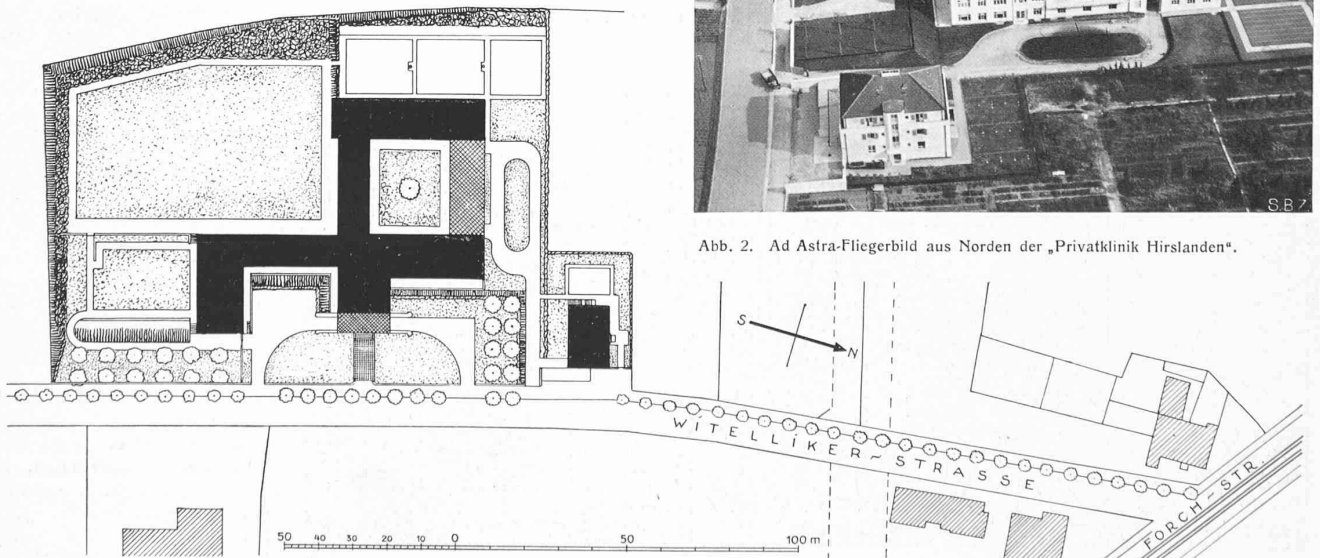 S.B 7
Abb. 2. Ad Astra-Fliegerbild aus Norden der „Privatklinik Hirslanden“.
S
N
WITELLIKER~STRASSE
FORCH~STR.
50 40 30 20 10 0 50 100 m